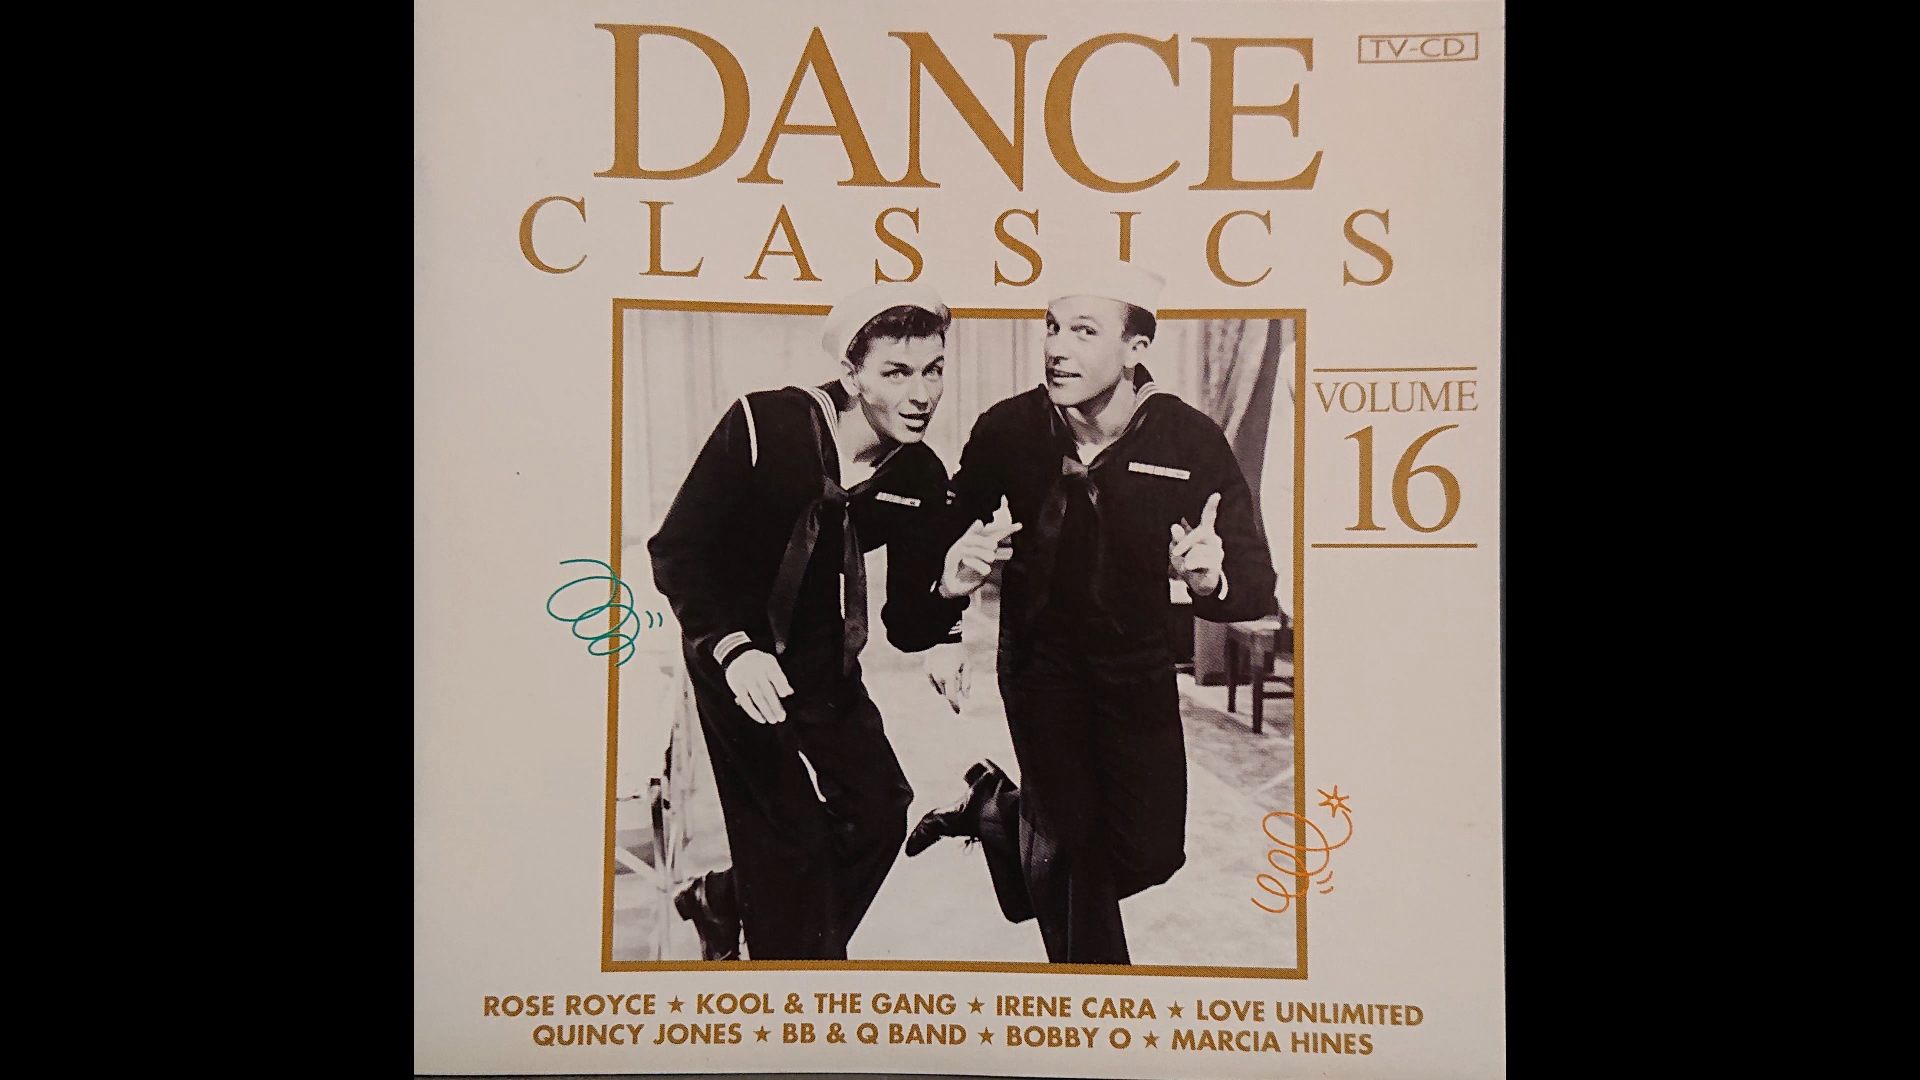 DANCE
TV-CD
CLASSICS
VOLUME
16
ROSE ROYCE ★ KOOL & THE GANG ★ IRENE CARA ★ LOVE UNLIMITED
QUINCY JONES ★ BB & Q BAND ★ BOBBY O ★ MARCIA HINES